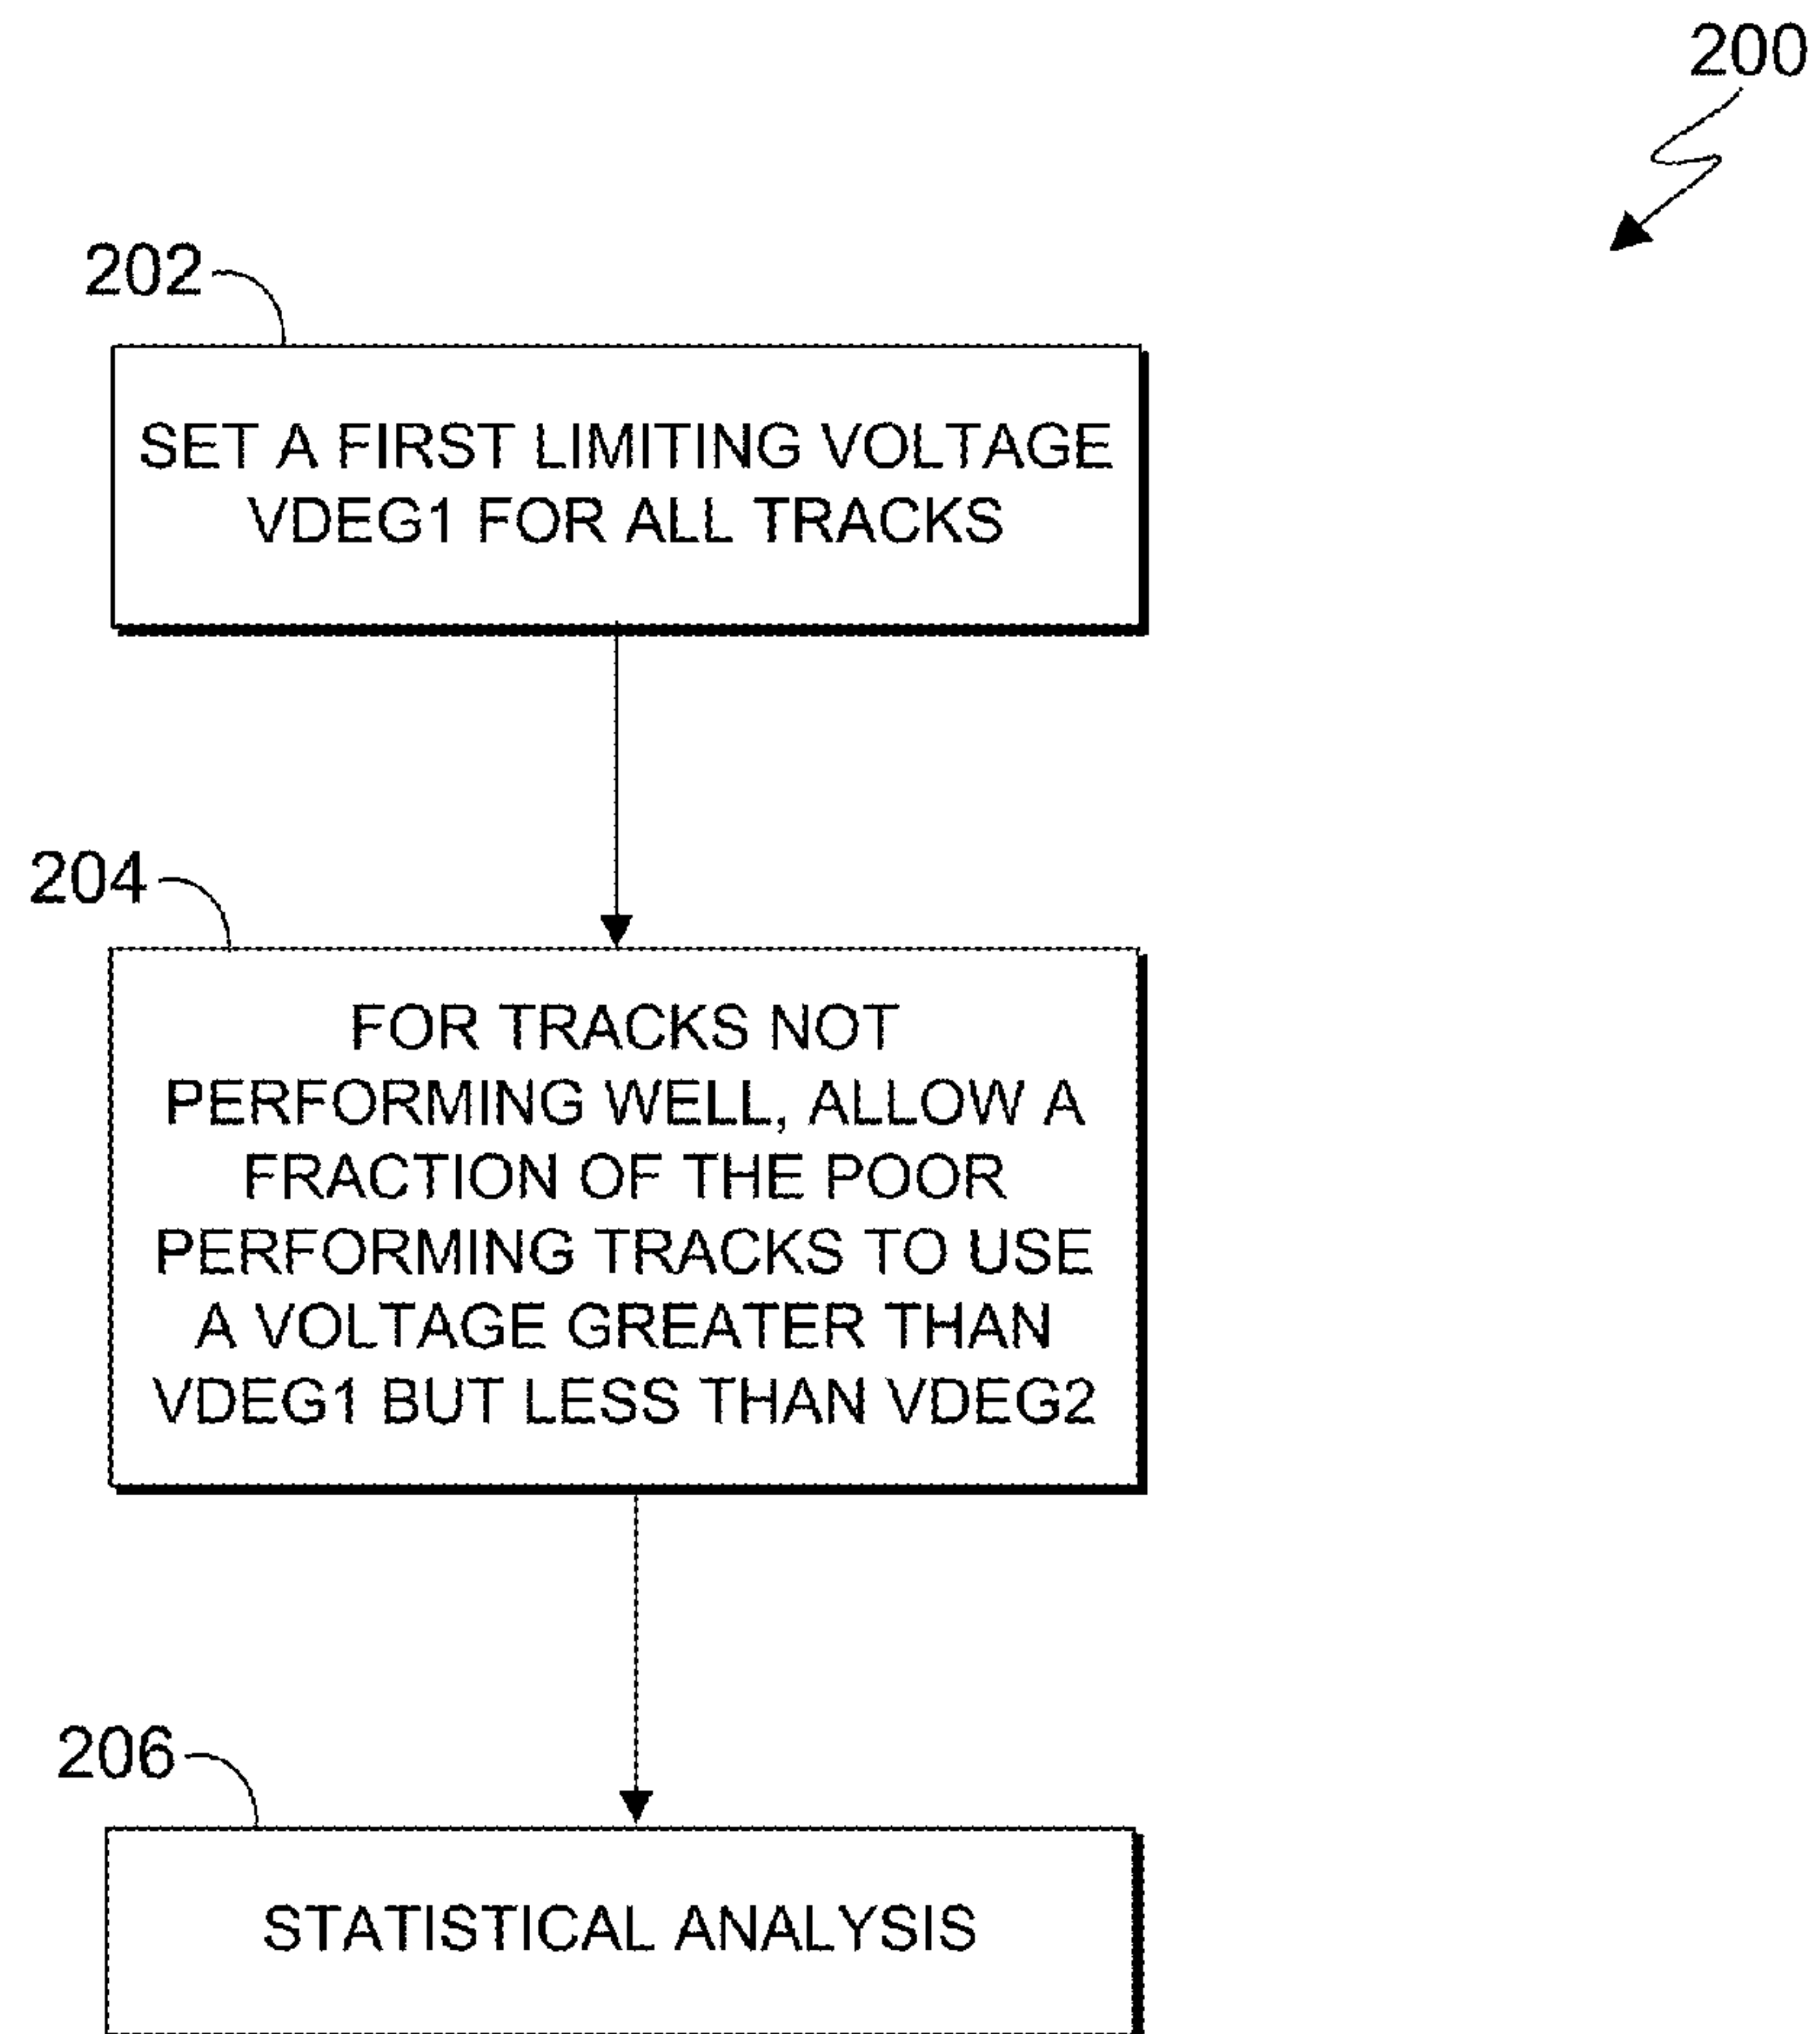 200
202
SET A FIRST LIMITING VOLTAGE
VDEG1 FOR ALL TRACKS
204
FOR TRACKS NOT
PERFORMING WELL, ALLOW A
FRACTION OF THE POOR
PERFORMING TRACKS TO USE
A VOLTAGE GREATER THAN
VDEG1 BUT LESS THAN VDEG2
206
STATISTICAL ANALYSIS